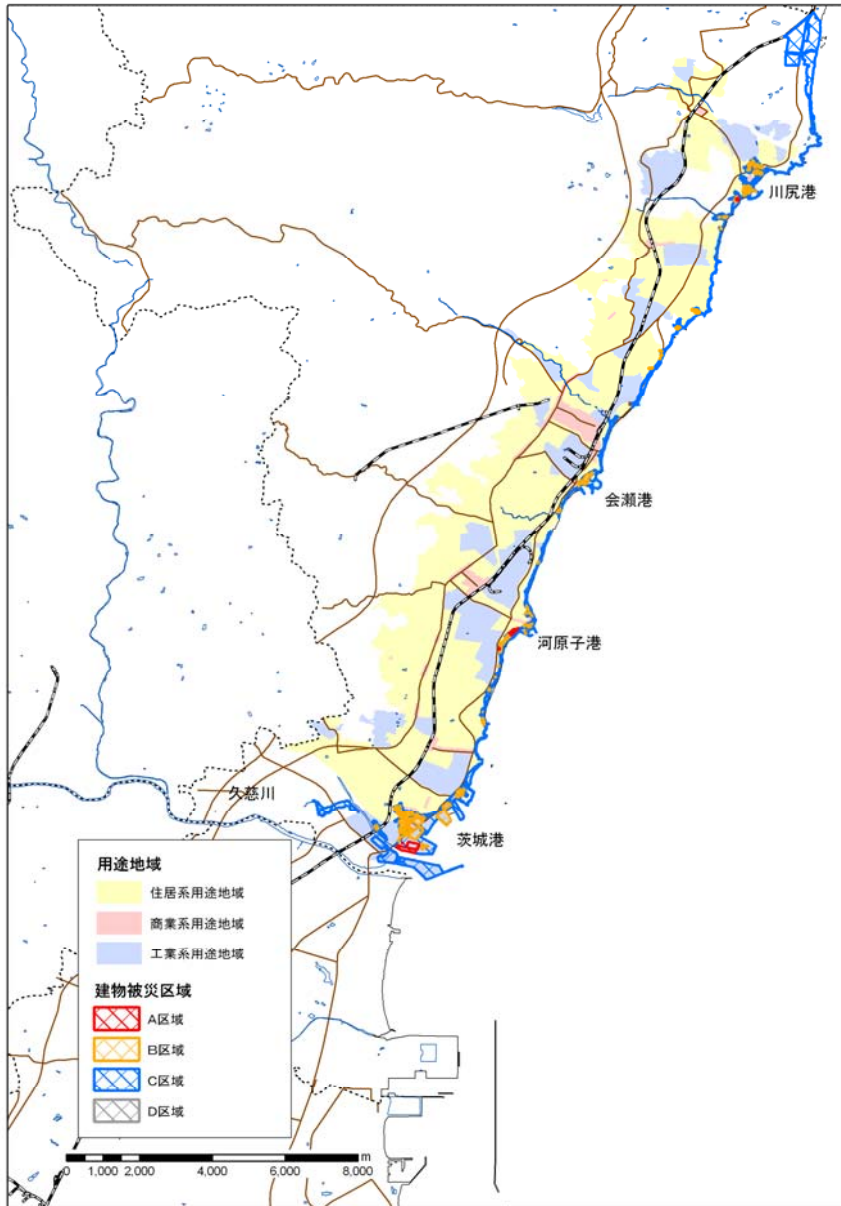 川尻港
会瀬港
河原子港
久慈川
茨城港
用途地域
住居系用途地域
商業系用途地域
工業系用途地域
建物被災区域
A区域
B区域
C区域
D区域
0 1,000 2,000 4,000 6,000 8,000 m